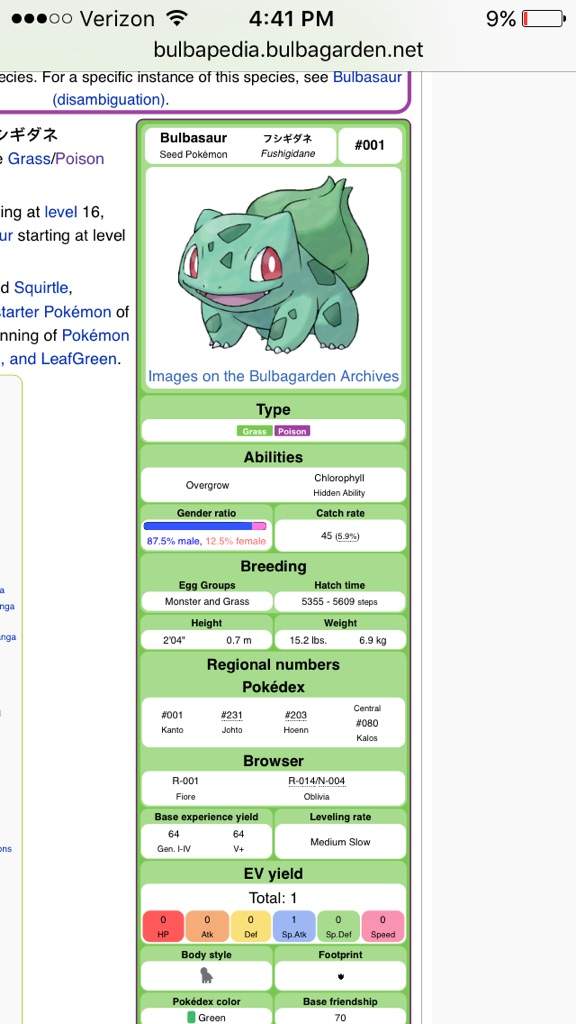 Verizon 4:41 PM 9%
bulbapedia.bulbagarden.net
ecies. For a specific instance of this species, see Bulbasaur
(disambiguation).
シギダネ
e Grass/Poison
ing at level 16,
ur starting at level
d Squirtle,
starter Pokémon of
nning of Pokémon
, and LeafGreen.
a
nga
nga
ons
Bulbasaur フシギダネ #001
Seed Pokémon Fushigidane
Images on the Bulbagarden Archives
Type
Grass Poison
Abilities
Overgrow Chlorophyll
Hidden Ability
Gender ratio Catch rate
87.5% male, 12.5% female 45 (5.9%)
Breeding
Egg Groups Hatch time
Monster and Grass 5355 - 5609 steps
Height Weight
2'04" 0.7 m 15.2 lbs. 6.9 kg
Regional numbers
Pokédex
#001 #231 #203 Central #080
Kanto Johto Hoenn Kalos
Browser
R-001 R-014/N-004
Fiore Oblivia
Base experience yield Leveling rate
64 64 Medium Slow
Gen. I-IV V+
EV yield
Total: 1
0 0 0 1 0 0
HP Atk Def Sp.Atk Sp.Def Speed
Body style Footprint
Pokédex color Base friendship
Green 70